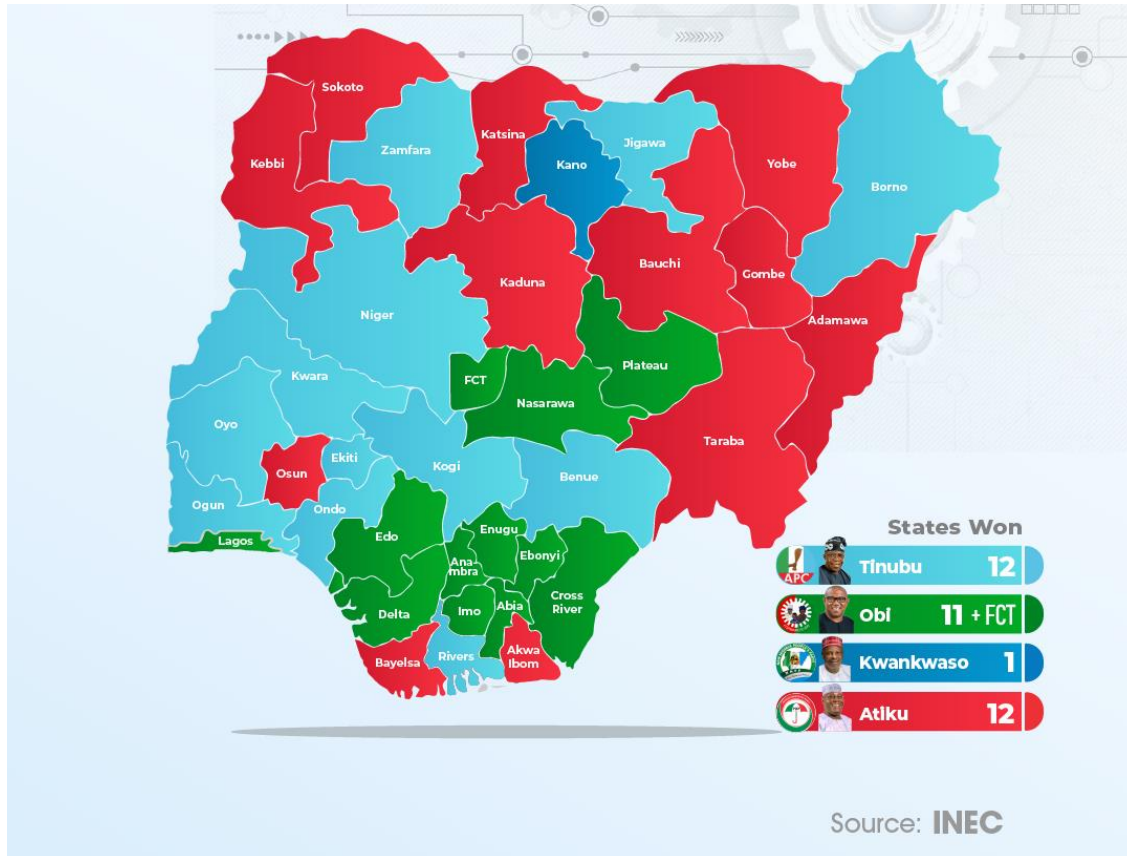 Sokoto
Kebbi
Zamfara
Katsina
Kano
Jigawa
Yobe
Borno
Kaduna
Bauchi
Gombe
Adamawa
Niger
Plateau
FCT
Nasarawa
Kwara
Taraba
Oyo
Osun
Ekiti
Kogi
Benue
Ogun
Ondo
Lagos
Edo
Enugu
Ebonyi
Ana-
mbra
Delta
Imo
Abia
Cross
River
Bayelsa
Rivers
Akwa
Ibom
States Won
APC Tinubu 12
Obi 11 + FCT
Kwankwaso 1
Atiku 12
Source: INEC